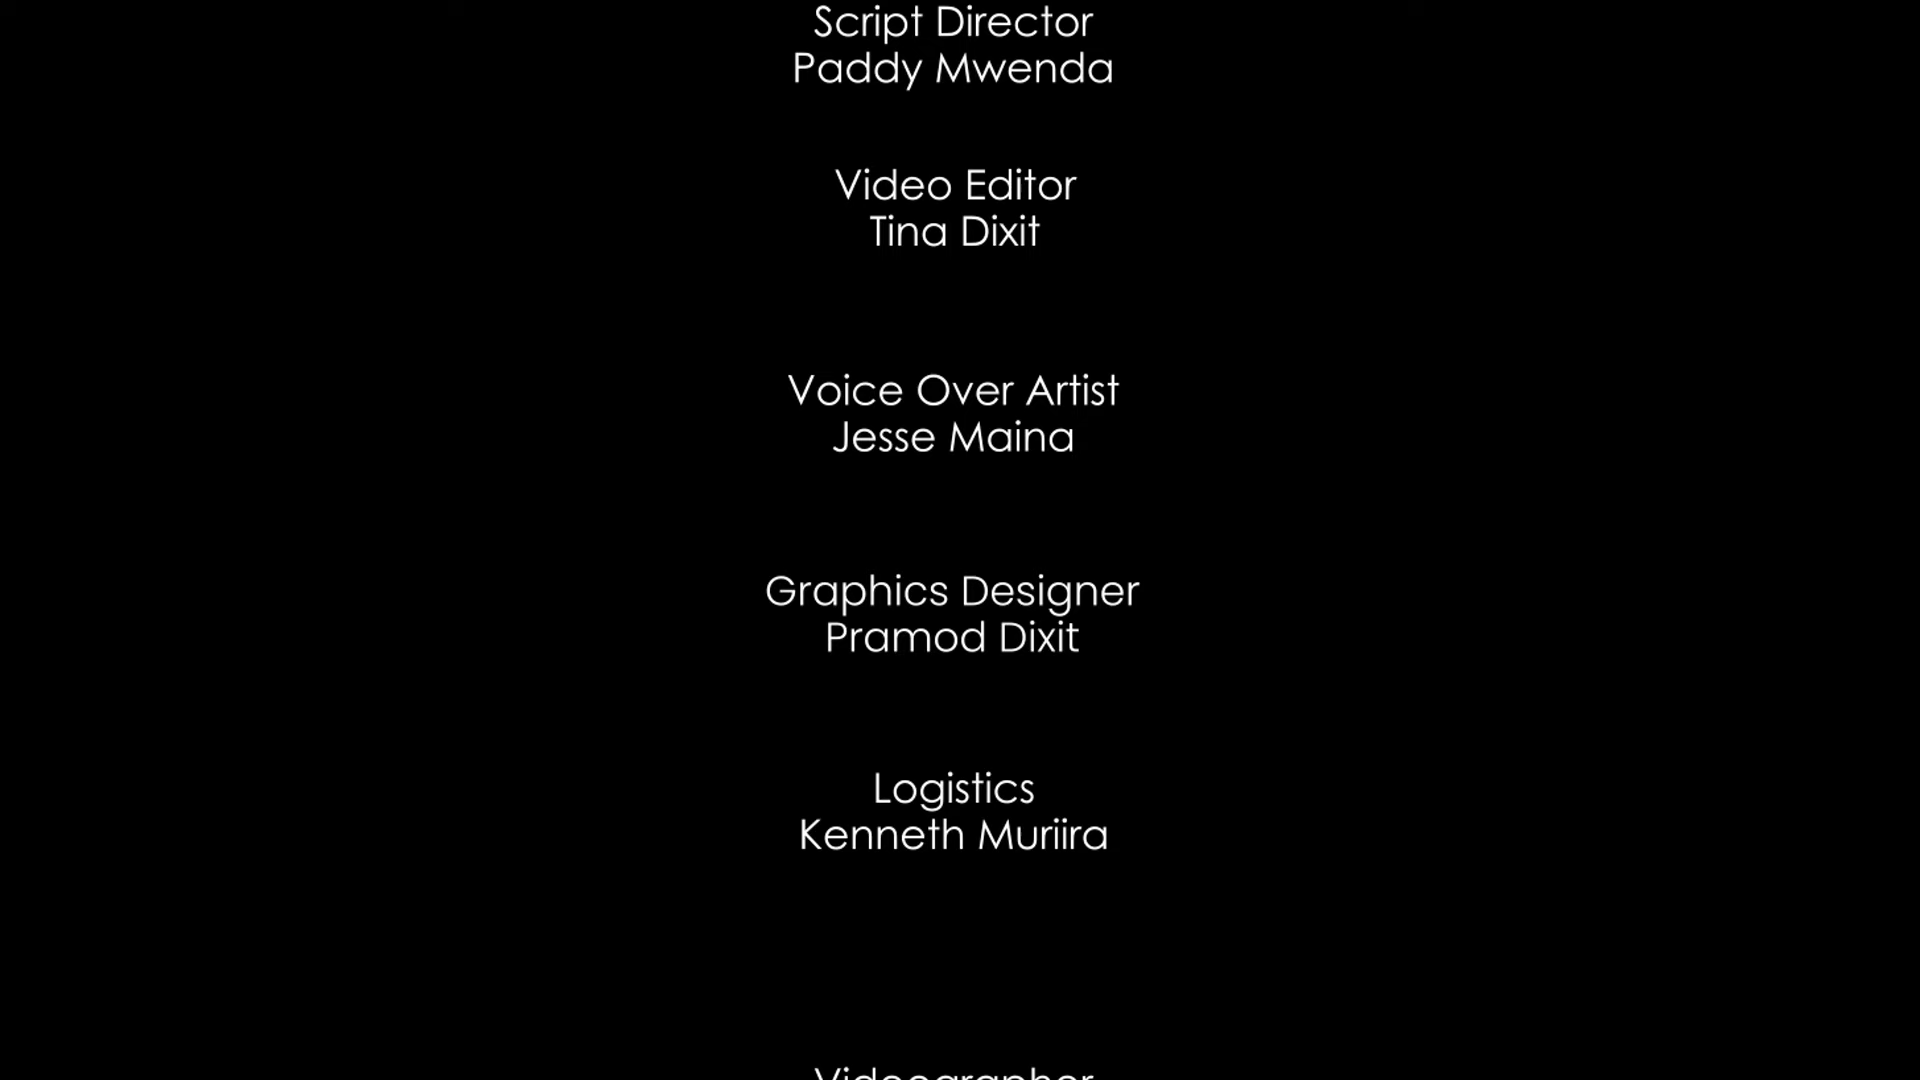 Script Director
Paddy Mwenda
Video Editor
Tina Dixit
Voice Over Artist
Jesse Maina
Graphics Designer
Pramod Dixit
Logistics
Kenneth Muriira
Videographer